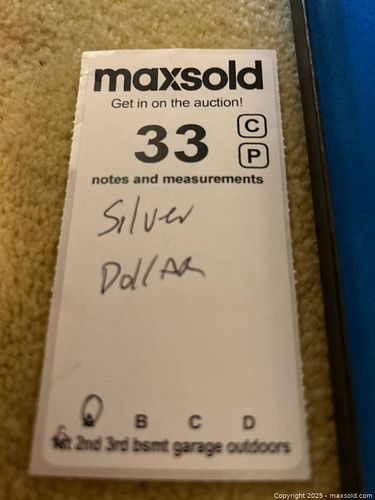 maxsold
Get in on the auction!
33 C
P
notes and measurements
Silver
Dollar
A B C D
1st 2nd 3rd bsmt garage outdoors
Copyright 2025 - maxsold.com